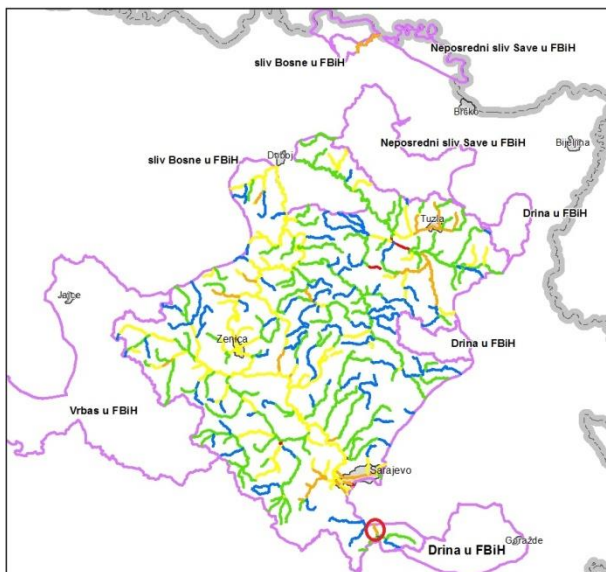 Neposredni sliv Save u FBiH
sliv Bosne u FBiH
Brčko
Neposredni sliv Save u FBiH
Bijeljina
sliv Bosne u FBiH
Doboj
Drina u FBiH
Tuzla
Jajce
Zenica
Drina u FBiH
Vrbas u FBiH
Sarajevo
Drina u FBiH
Goražde